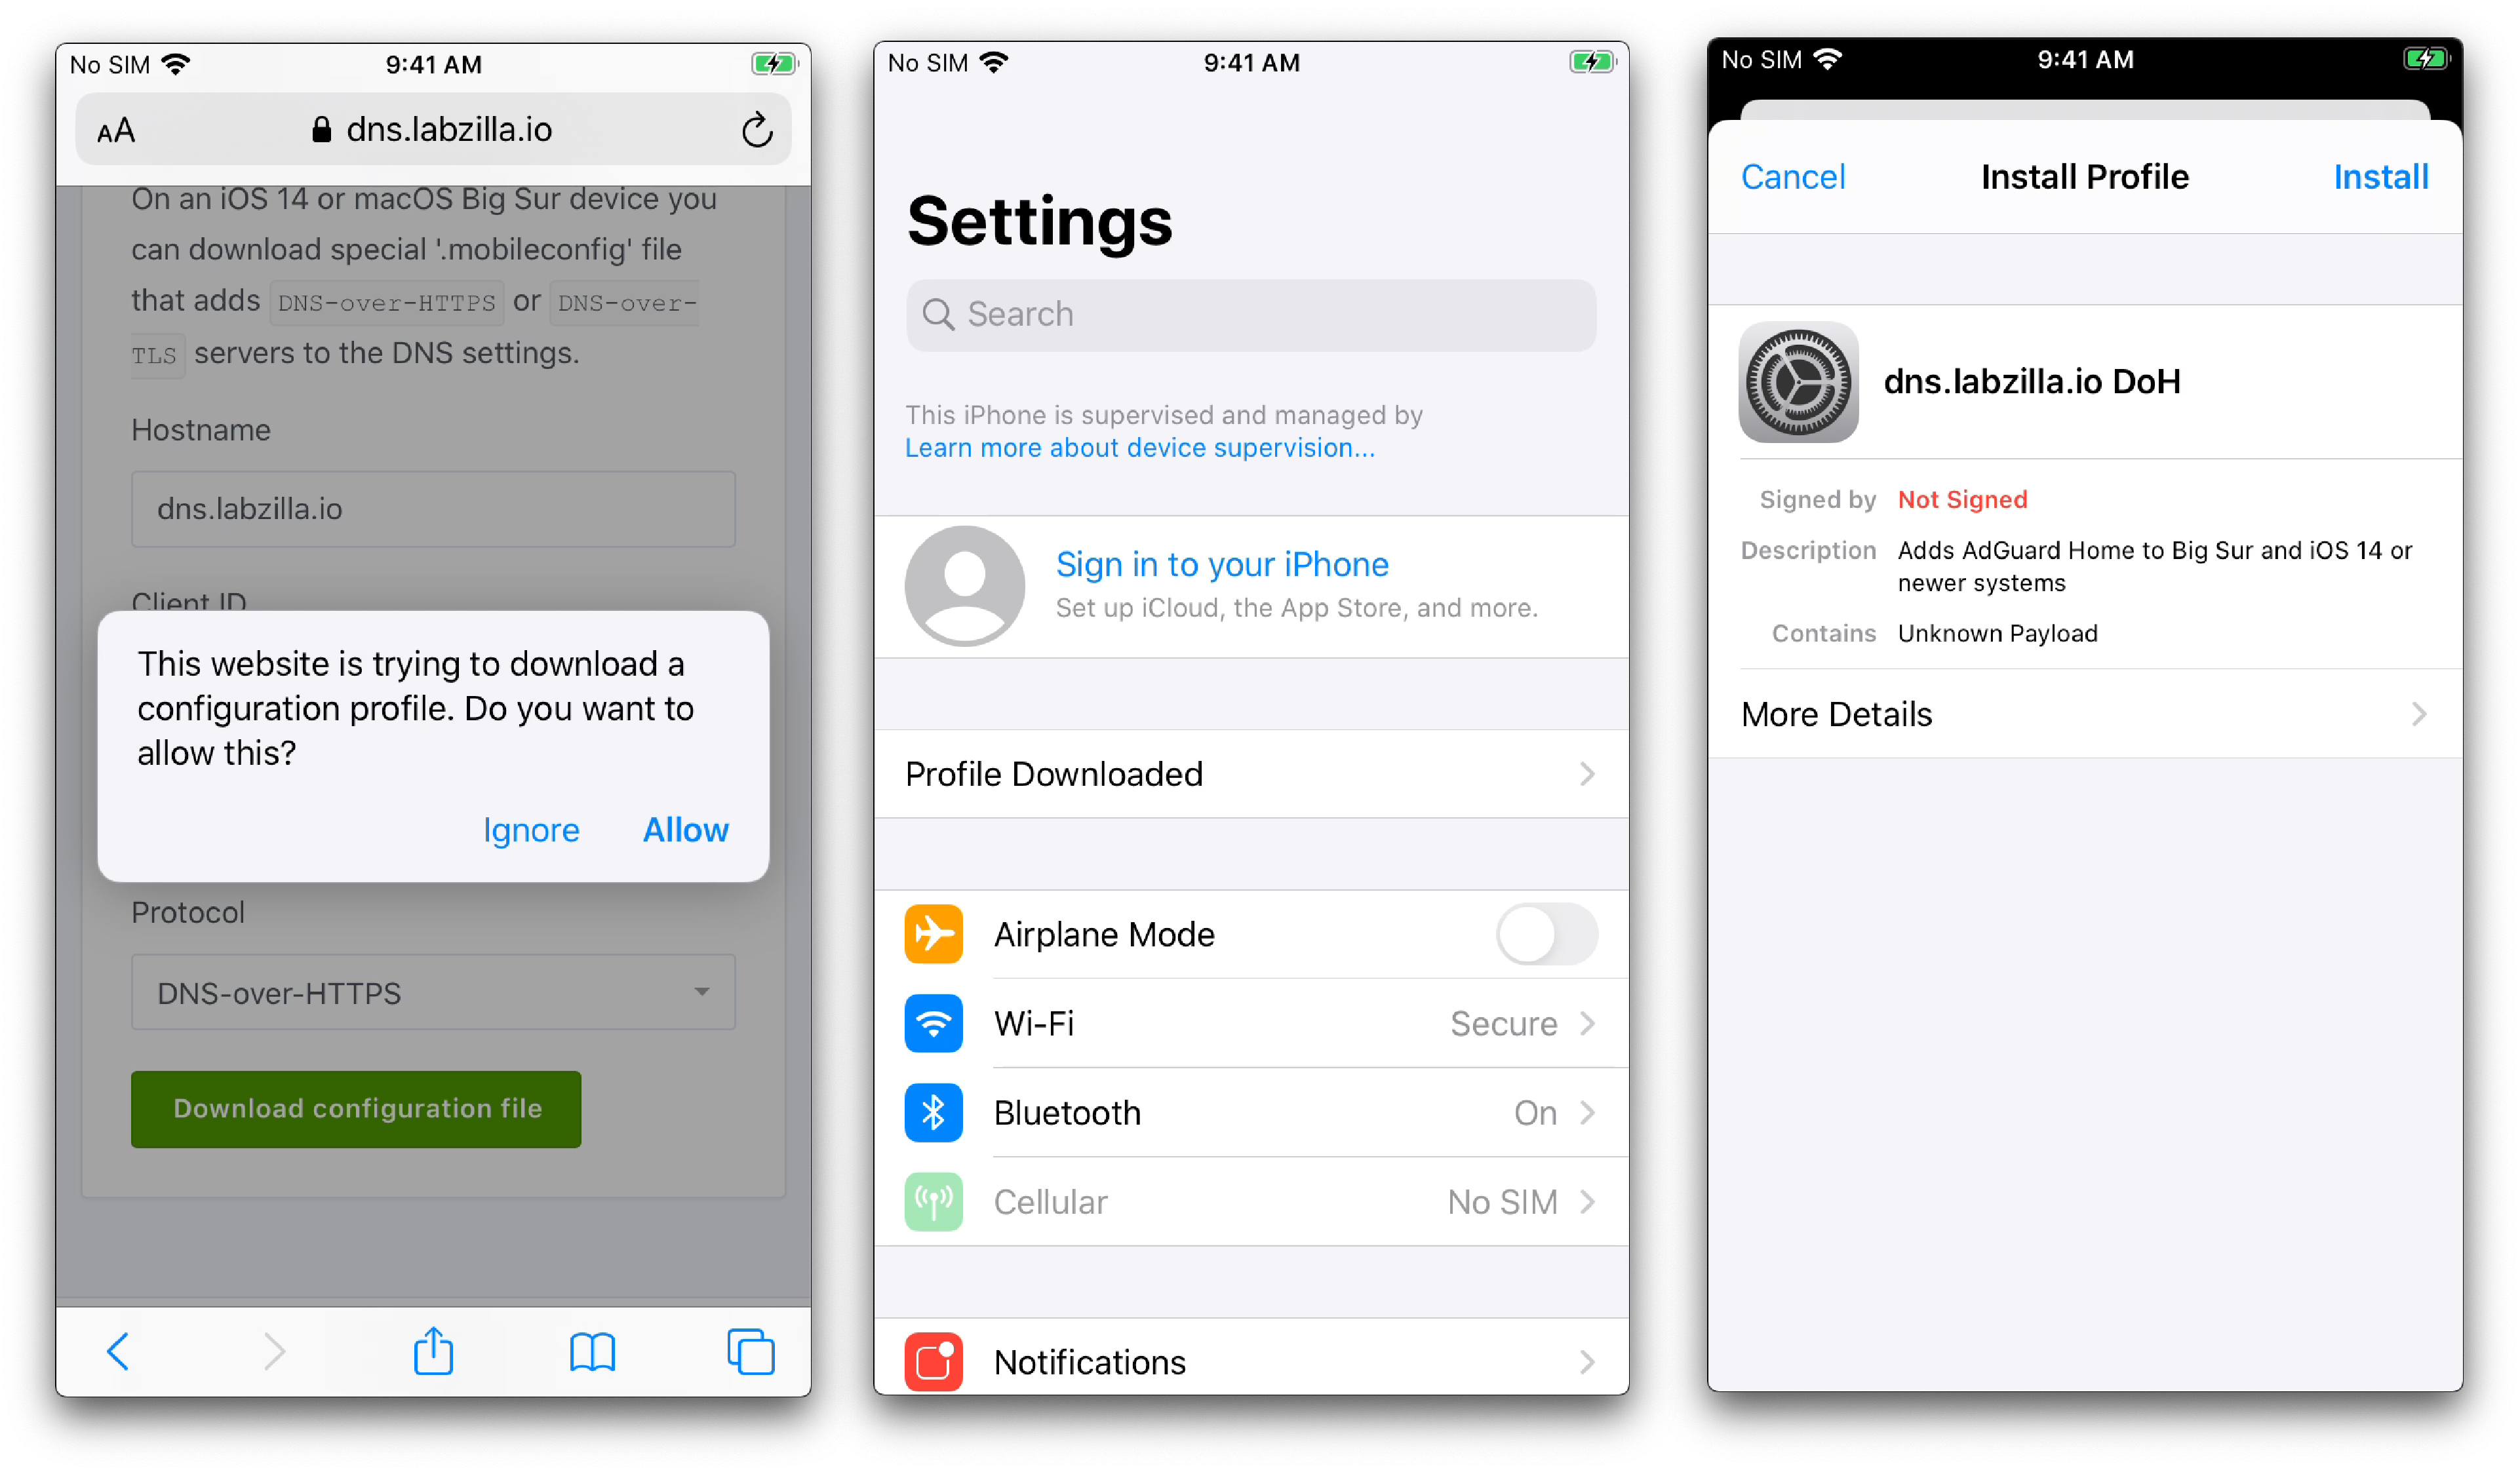 No SIM 9:41 AM
AA dns.labzilla.io
On an iOS 14 or macOS Big Sur device you
can download special '.mobileconfig' file
that adds DNS-over-HTTPS or DNS-over-
TLS servers to the DNS settings.
Hostname
dns.labzilla.io
Client ID
This website is trying to download a
configuration profile. Do you want to
allow this?
Ignore Allow
Protocol
DNS-over-HTTPS
Download configuration file
No SIM 9:41 AM
Settings
Search
This iPhone is supervised and managed by
Learn more about device supervision...
Sign in to your iPhone
Set up iCloud, the App Store, and more.
Profile Downloaded
Airplane Mode
Wi-Fi Secure
Bluetooth On
Cellular No SIM
Notifications
No SIM 9:41 AM
Cancel Install Profile Install
dns.labzilla.io DoH
Signed by Not Signed
Description Adds AdGuard Home to Big Sur and iOS 14 or
newer systems
Contains Unknown Payload
More Details